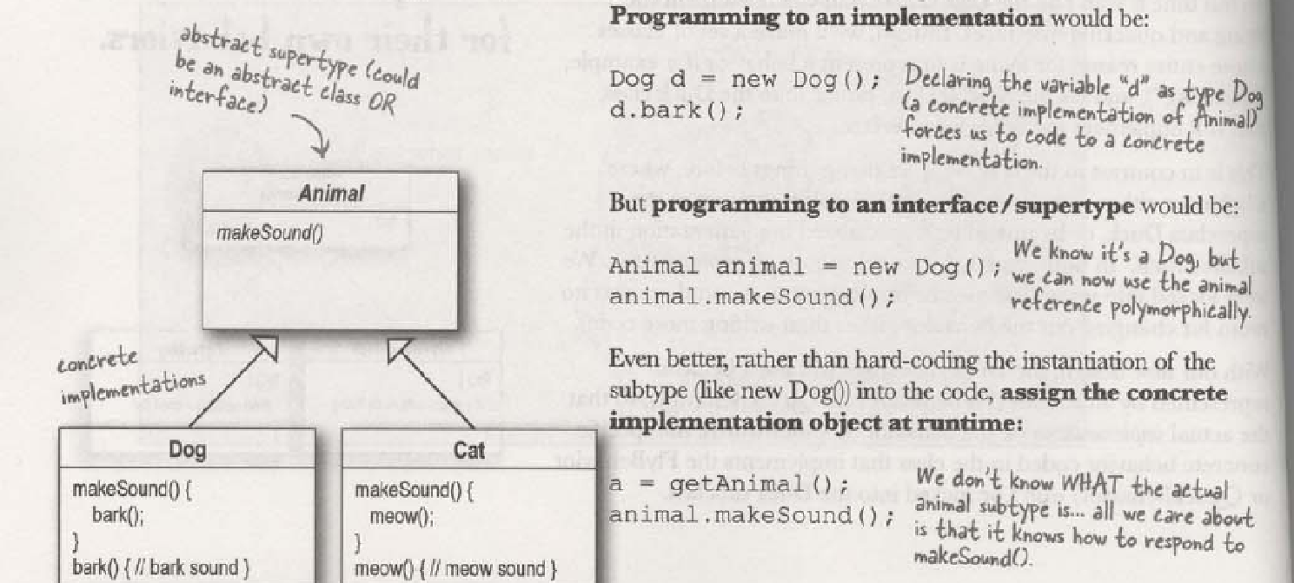 abstract supertype (could
be an abstract class OR
interface)
Animal
makeSound()
concrete
implementations
Dog
makeSound() {
bark();
}
bark() { // bark sound }
Cat
makeSound() {
meow();
}
meow() { // meow sound }
Programming to an implementation would be:
Dog d = new Dog();
d.bark();
Declaring the variable "d" as type Dog
(a concrete implementation of Animal)
forces us to code to a concrete
implementation.
But programming to an interface/supertype would be:
Animal animal = new Dog();
animal.makeSound();
We know it's a Dog, but
we can now use the animal
reference polymorphically.
Even better, rather than hard-coding the instantiation of the
subtype (like new Dog()) into the code, assign the concrete
implementation object at runtime:
a = getAnimal();
animal.makeSound();
We don't know WHAT the actual
animal subtype is... all we care about
is that it knows how to respond to
makeSound().